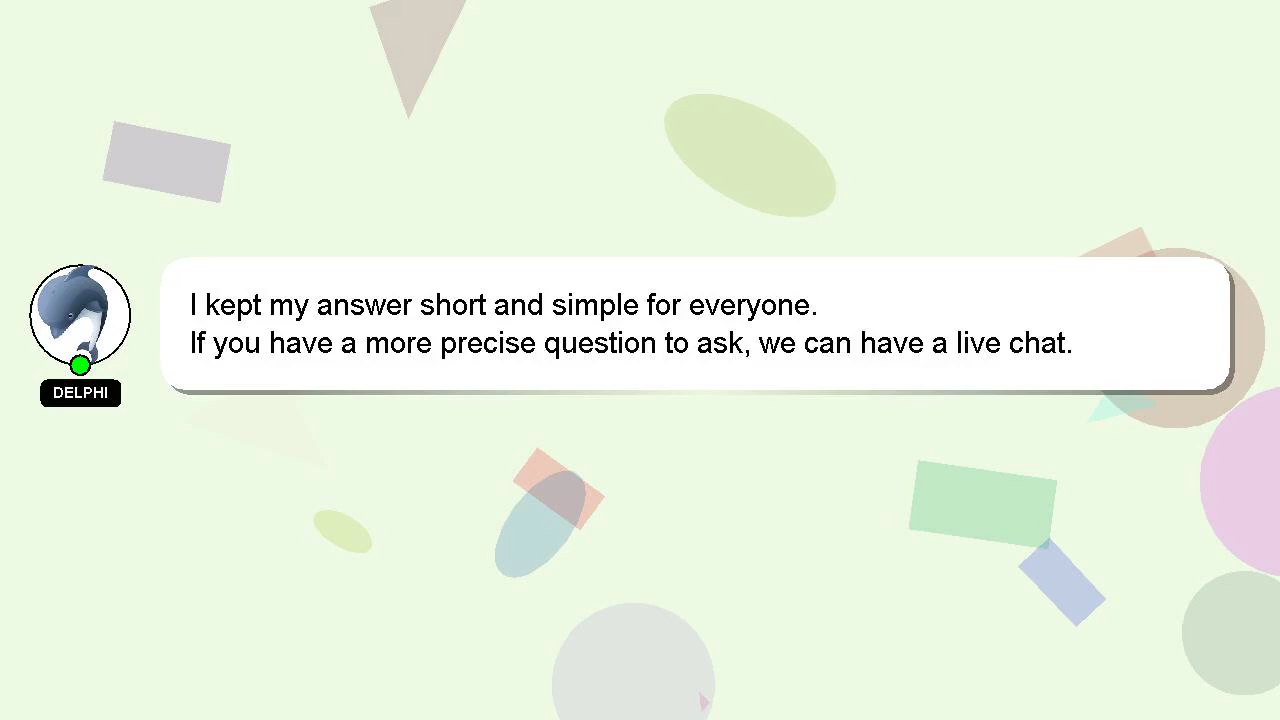 I kept my answer short and simple for everyone.
If you have a more precise question to ask, we can have a live chat.
DELPHI